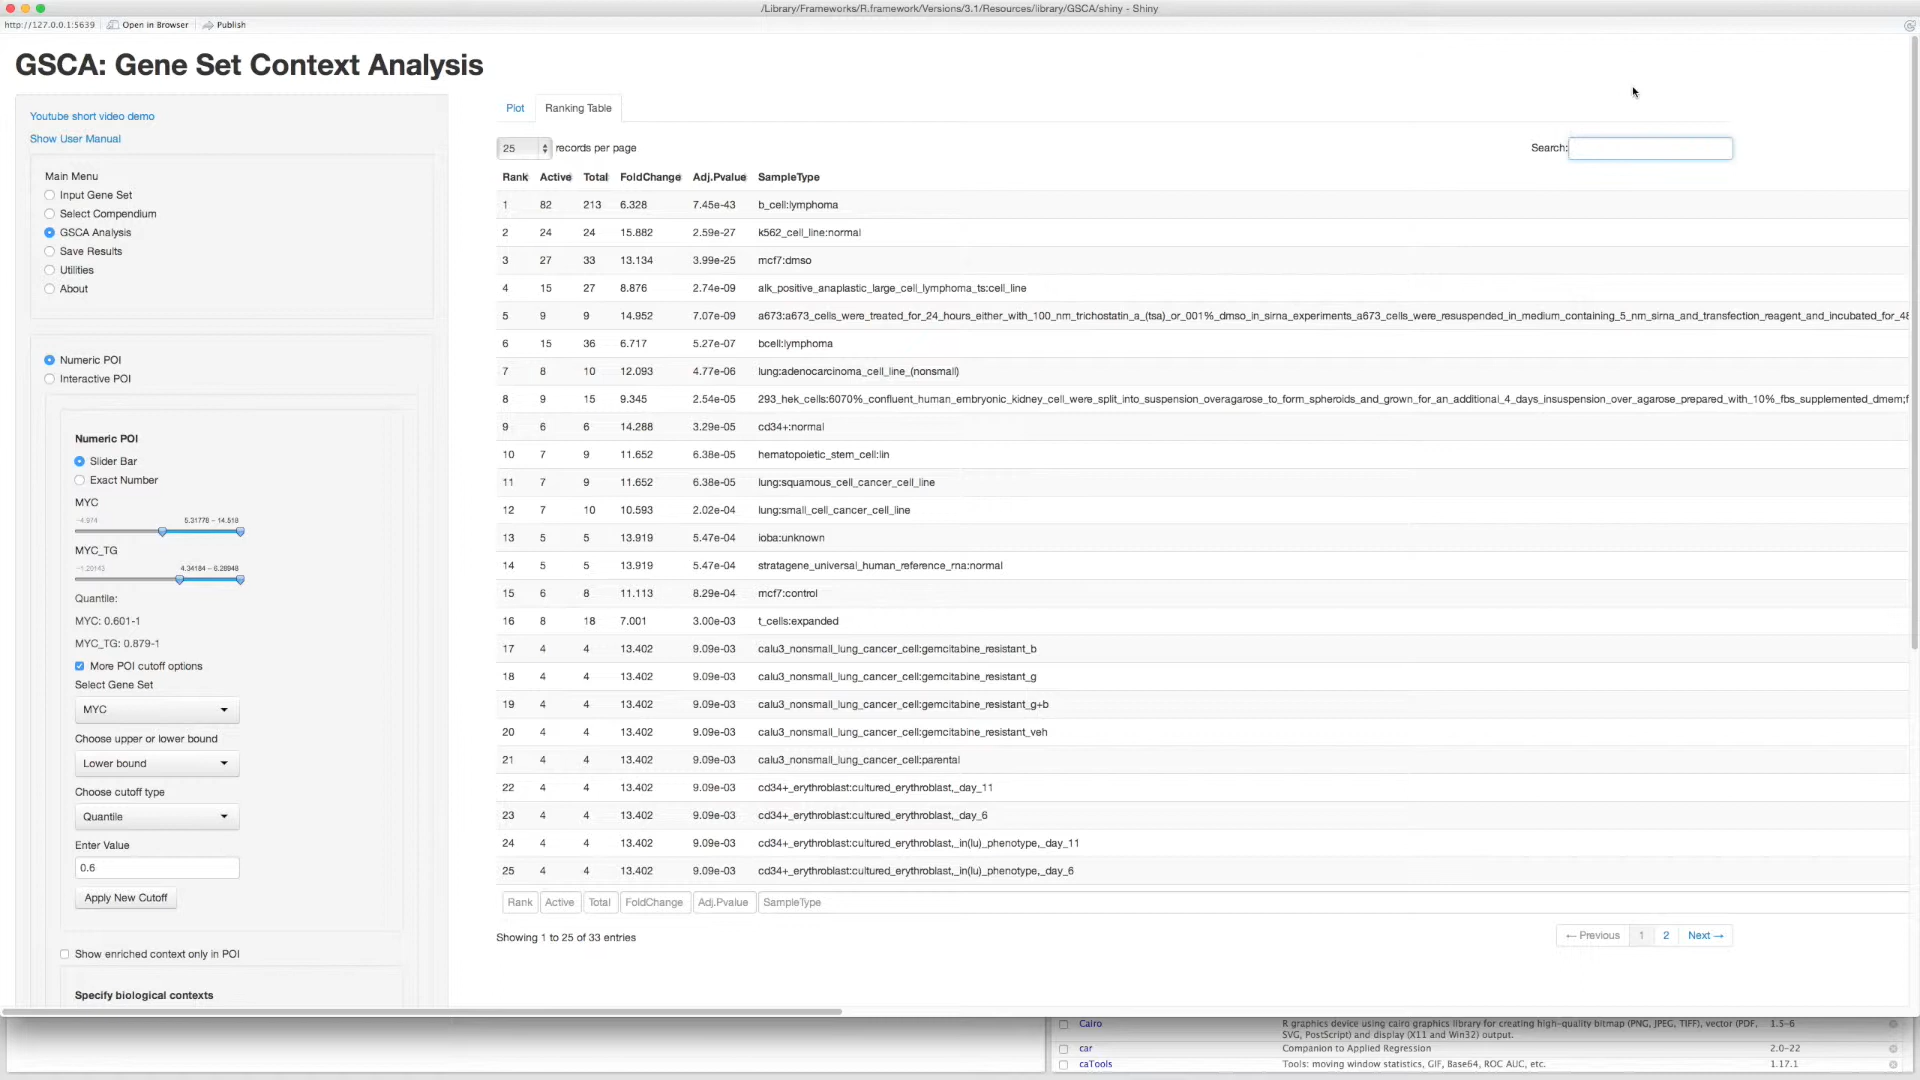 /Library/Frameworks/R.framework/Versions/3.1/Resources/library/GSCA/shiny - Shiny
http://127.0.0.1:5639 Open in Browser Publish
GSCA: Gene Set Context Analysis
Youtube short video demo
Show User Manual
Main Menu
Input Gene Set
Select Compendium
GSCA Analysis
Save Results
Utilities
About
Numeric POI
Interactive POI
Numeric POI
Slider Bar
Exact Number
MYC
-4.974 5.31778 – 14.518
MYC_TG
-1.20143 4.34184 – 6.28948
Quantile:
MYC: 0.601-1
MYC_TG: 0.879-1
More POI cutoff options
Select Gene Set
MYC
Choose upper or lower bound
Lower bound
Choose cutoff type
Quantile
Enter Value
0.6
Apply New Cutoff
Show enriched context only in POI
Specify biological contexts
Plot Ranking Table
25 records per page Search:
Rank Active Total FoldChange Adj.Pvalue SampleType
1 82 213 6.328 7.45e-43 b_cell:lymphoma
2 24 24 15.882 2.59e-27 k562_cell_line:normal
3 27 33 13.134 3.99e-25 mcf7:dmso
4 15 27 8.876 2.74e-09 alk_positive_anaplastic_large_cell_lymphoma_ts:cell_line
5 9 9 14.952 7.07e-09 a673:a673_cells_were_treated_for_24_hours_either_with_100_nm_trichostatin_a_(tsa)_or_001%_dmso_in_sirna_experiments_a673_cells_were_resuspended_in_medium_containing_5_nm_sirna_and_transfection_reagent_and_incubated_for_48
6 15 36 6.717 5.27e-07 bcell:lymphoma
7 8 10 12.093 4.77e-06 lung:adenocarcinoma_cell_line_(nonsmall)
8 9 15 9.345 2.54e-05 293_hek_cells:6070%_confluent_human_embryonic_kidney_cell_were_split_into_suspension_overagarose_to_form_spheroids_and_grown_for_an_additional_4_days_insuspension_over_agarose_prepared_with_10%_fbs_supplemented_dmem;f
9 6 6 14.288 3.29e-05 cd34+:normal
10 7 9 11.652 6.38e-05 hematopoietic_stem_cell:lin
11 7 9 11.652 6.38e-05 lung:squamous_cell_cancer_cell_line
12 7 10 10.593 2.02e-04 lung:small_cell_cancer_cell_line
13 5 5 13.919 5.47e-04 ioba:unknown
14 5 5 13.919 5.47e-04 stratagene_universal_human_reference_rna:normal
15 6 8 11.113 8.29e-04 mcf7:control
16 8 18 7.001 3.00e-03 t_cells:expanded
17 4 4 13.402 9.09e-03 calu3_nonsmall_lung_cancer_cell:gemcitabine_resistant_b
18 4 4 13.402 9.09e-03 calu3_nonsmall_lung_cancer_cell:gemcitabine_resistant_g
19 4 4 13.402 9.09e-03 calu3_nonsmall_lung_cancer_cell:gemcitabine_resistant_g+b
20 4 4 13.402 9.09e-03 calu3_nonsmall_lung_cancer_cell:gemcitabine_resistant_veh
21 4 4 13.402 9.09e-03 calu3_nonsmall_lung_cancer_cell:parental
22 4 4 13.402 9.09e-03 cd34+_erythroblast:cultured_erythroblast,_day_11
23 4 4 13.402 9.09e-03 cd34+_erythroblast:cultured_erythroblast,_day_6
24 4 4 13.402 9.09e-03 cd34+_erythroblast:cultured_erythroblast,_in(lu)_phenotype,_day_11
25 4 4 13.402 9.09e-03 cd34+_erythroblast:cultured_erythroblast,_in(lu)_phenotype,_day_6
Rank Active Total FoldChange Adj.Pvalue SampleType
Showing 1 to 25 of 33 entries ← Previous 1 2 Next →
Cairo R graphics device using cairo graphics library for creating high-quality bitmap (PNG, JPEG, TIFF), vector (PDF, 1.5-6
SVG, PostScript) and display (X11 and Win32) output.
car Companion to Applied Regression 2.0-22
caTools Tools: moving window statistics, GIF, Base64, ROC AUC, etc. 1.17.1